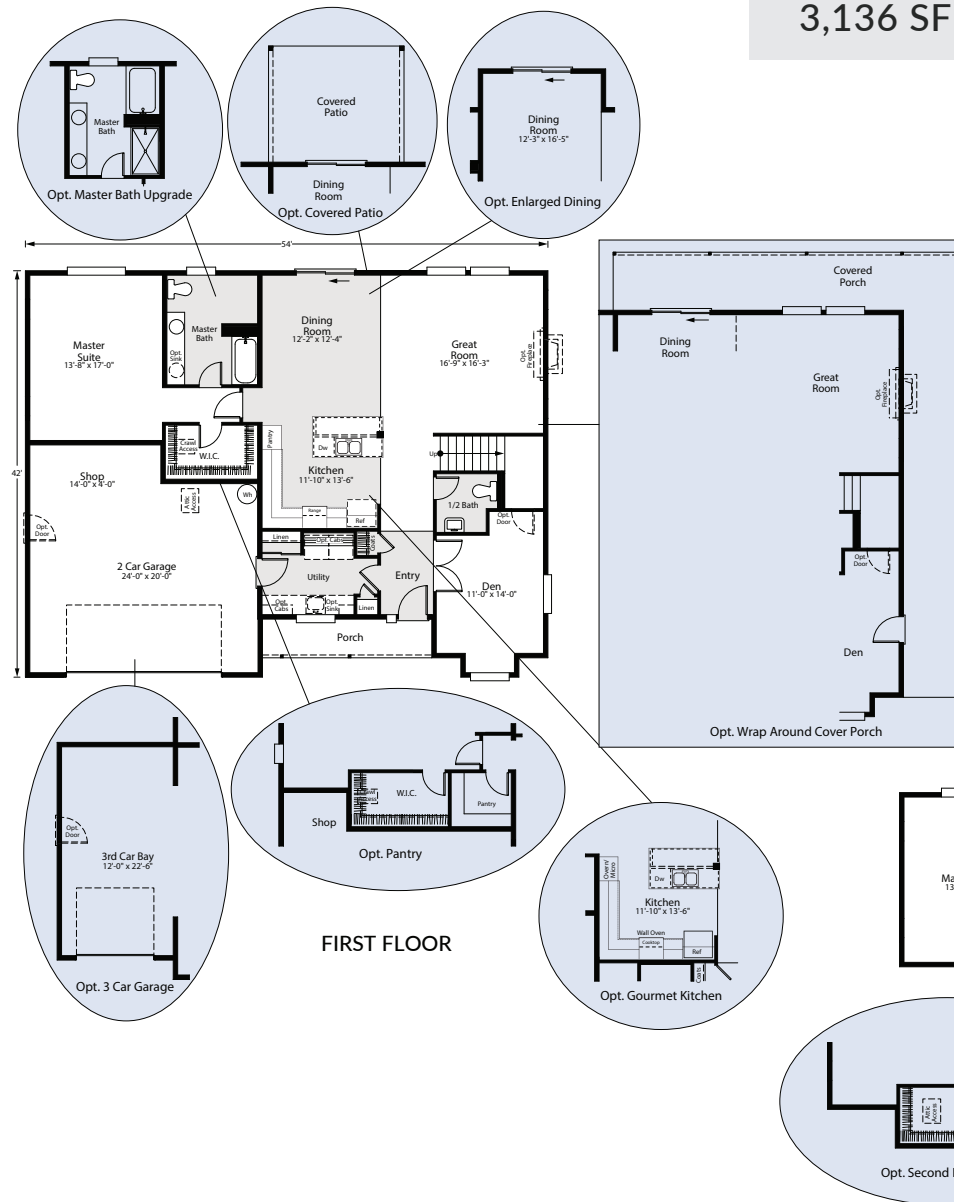 3,136 SF
Master
Bath
Opt. Master Bath Upgrade
Covered
Patio
Dining
Room
Opt. Covered Patio
Dining
Room
12'-3" x 16'-5"
Opt. Enlarged Dining
54'
42'
Master
Suite
13'-8" x 17'-0"
Master
Bath
Opt.
Sink
Dining
Room
12'-2" x 12'-4"
Great
Room
16'-9" x 16'-3"
Opt.
Fireplace
Covered
Porch
Dining
Room
Great
Room
Opt.
Fireplace
Opt.
Door
Den
Opt. Wrap Around Cover Porch
Crawl
Access
W.I.C.
Pantry
Dw
Kitchen
11'-10" x 13'-6"
Range
Ref
Up
1/2 Bath
Opt.
Door
Shop
14'-0" x 4'-0"
Attic
Access
Wh
Opt.
Door
2 Car Garage
24'-0" x 20'-0"
Linen
Opt. Cabs
Coats
Utility
Entry
Opt.
Cabs
Opt.
Sink
Linen
Den
11'-0" x 14'-0"
Porch
Opt.
Door
3rd Car Bay
12'-0" x 22'-6"
Opt. 3 Car Garage
W.I.C.
Pantry
Shop
Opt. Pantry
FIRST FLOOR
Overn/
Micro
Dw
Kitchen
11'-10" x 13'-6"
Wall Oven
Cooktop
Ref
Coats
Opt. Gourmet Kitchen
Ma
13
Attic
Access
Opt. Second